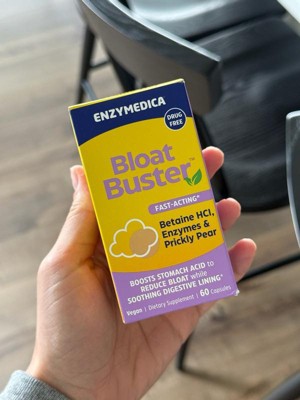 ENZYMEDICA
DRUG
FREE
Bloat
Buster™
FAST-ACTING*
Betaine HCl,
Enzymes &
Prickly Pear
BOOSTS STOMACH ACID to
REDUCE BLOAT while
SOOTHING DIGESTIVE LINING*
Vegan | Dietary Supplement | 60 Capsules